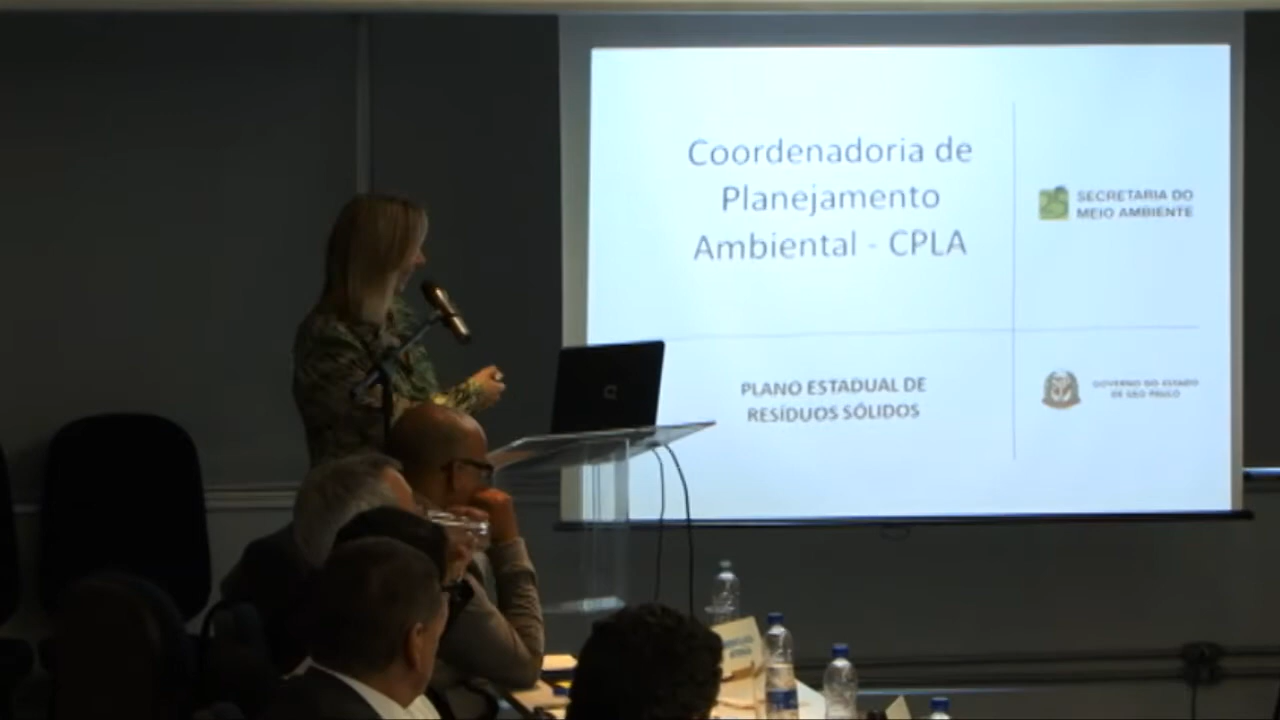 Coordenadoria de
Planejamento
Ambiental - CPLA
SECRETARIA DO
MEIO AMBIENTE
PLANO ESTADUAL DE
RESÍDUOS SÓLIDOS
GOVERNO DO ESTADO
DE SÃO PAULO